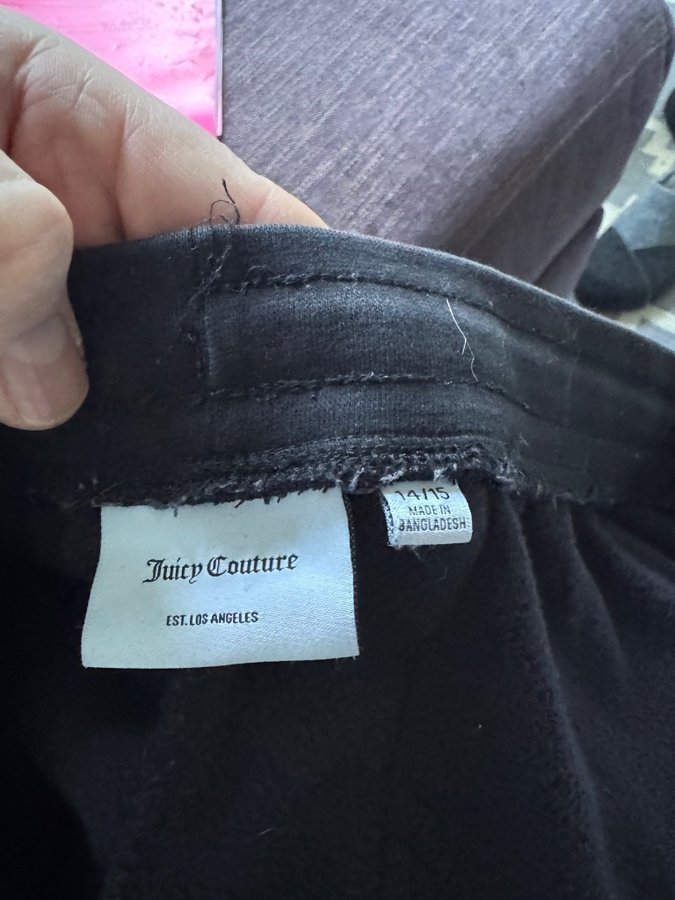 Juicy Couture
EST. LOS ANGELES
14/15
MADE IN
BANGLADESH